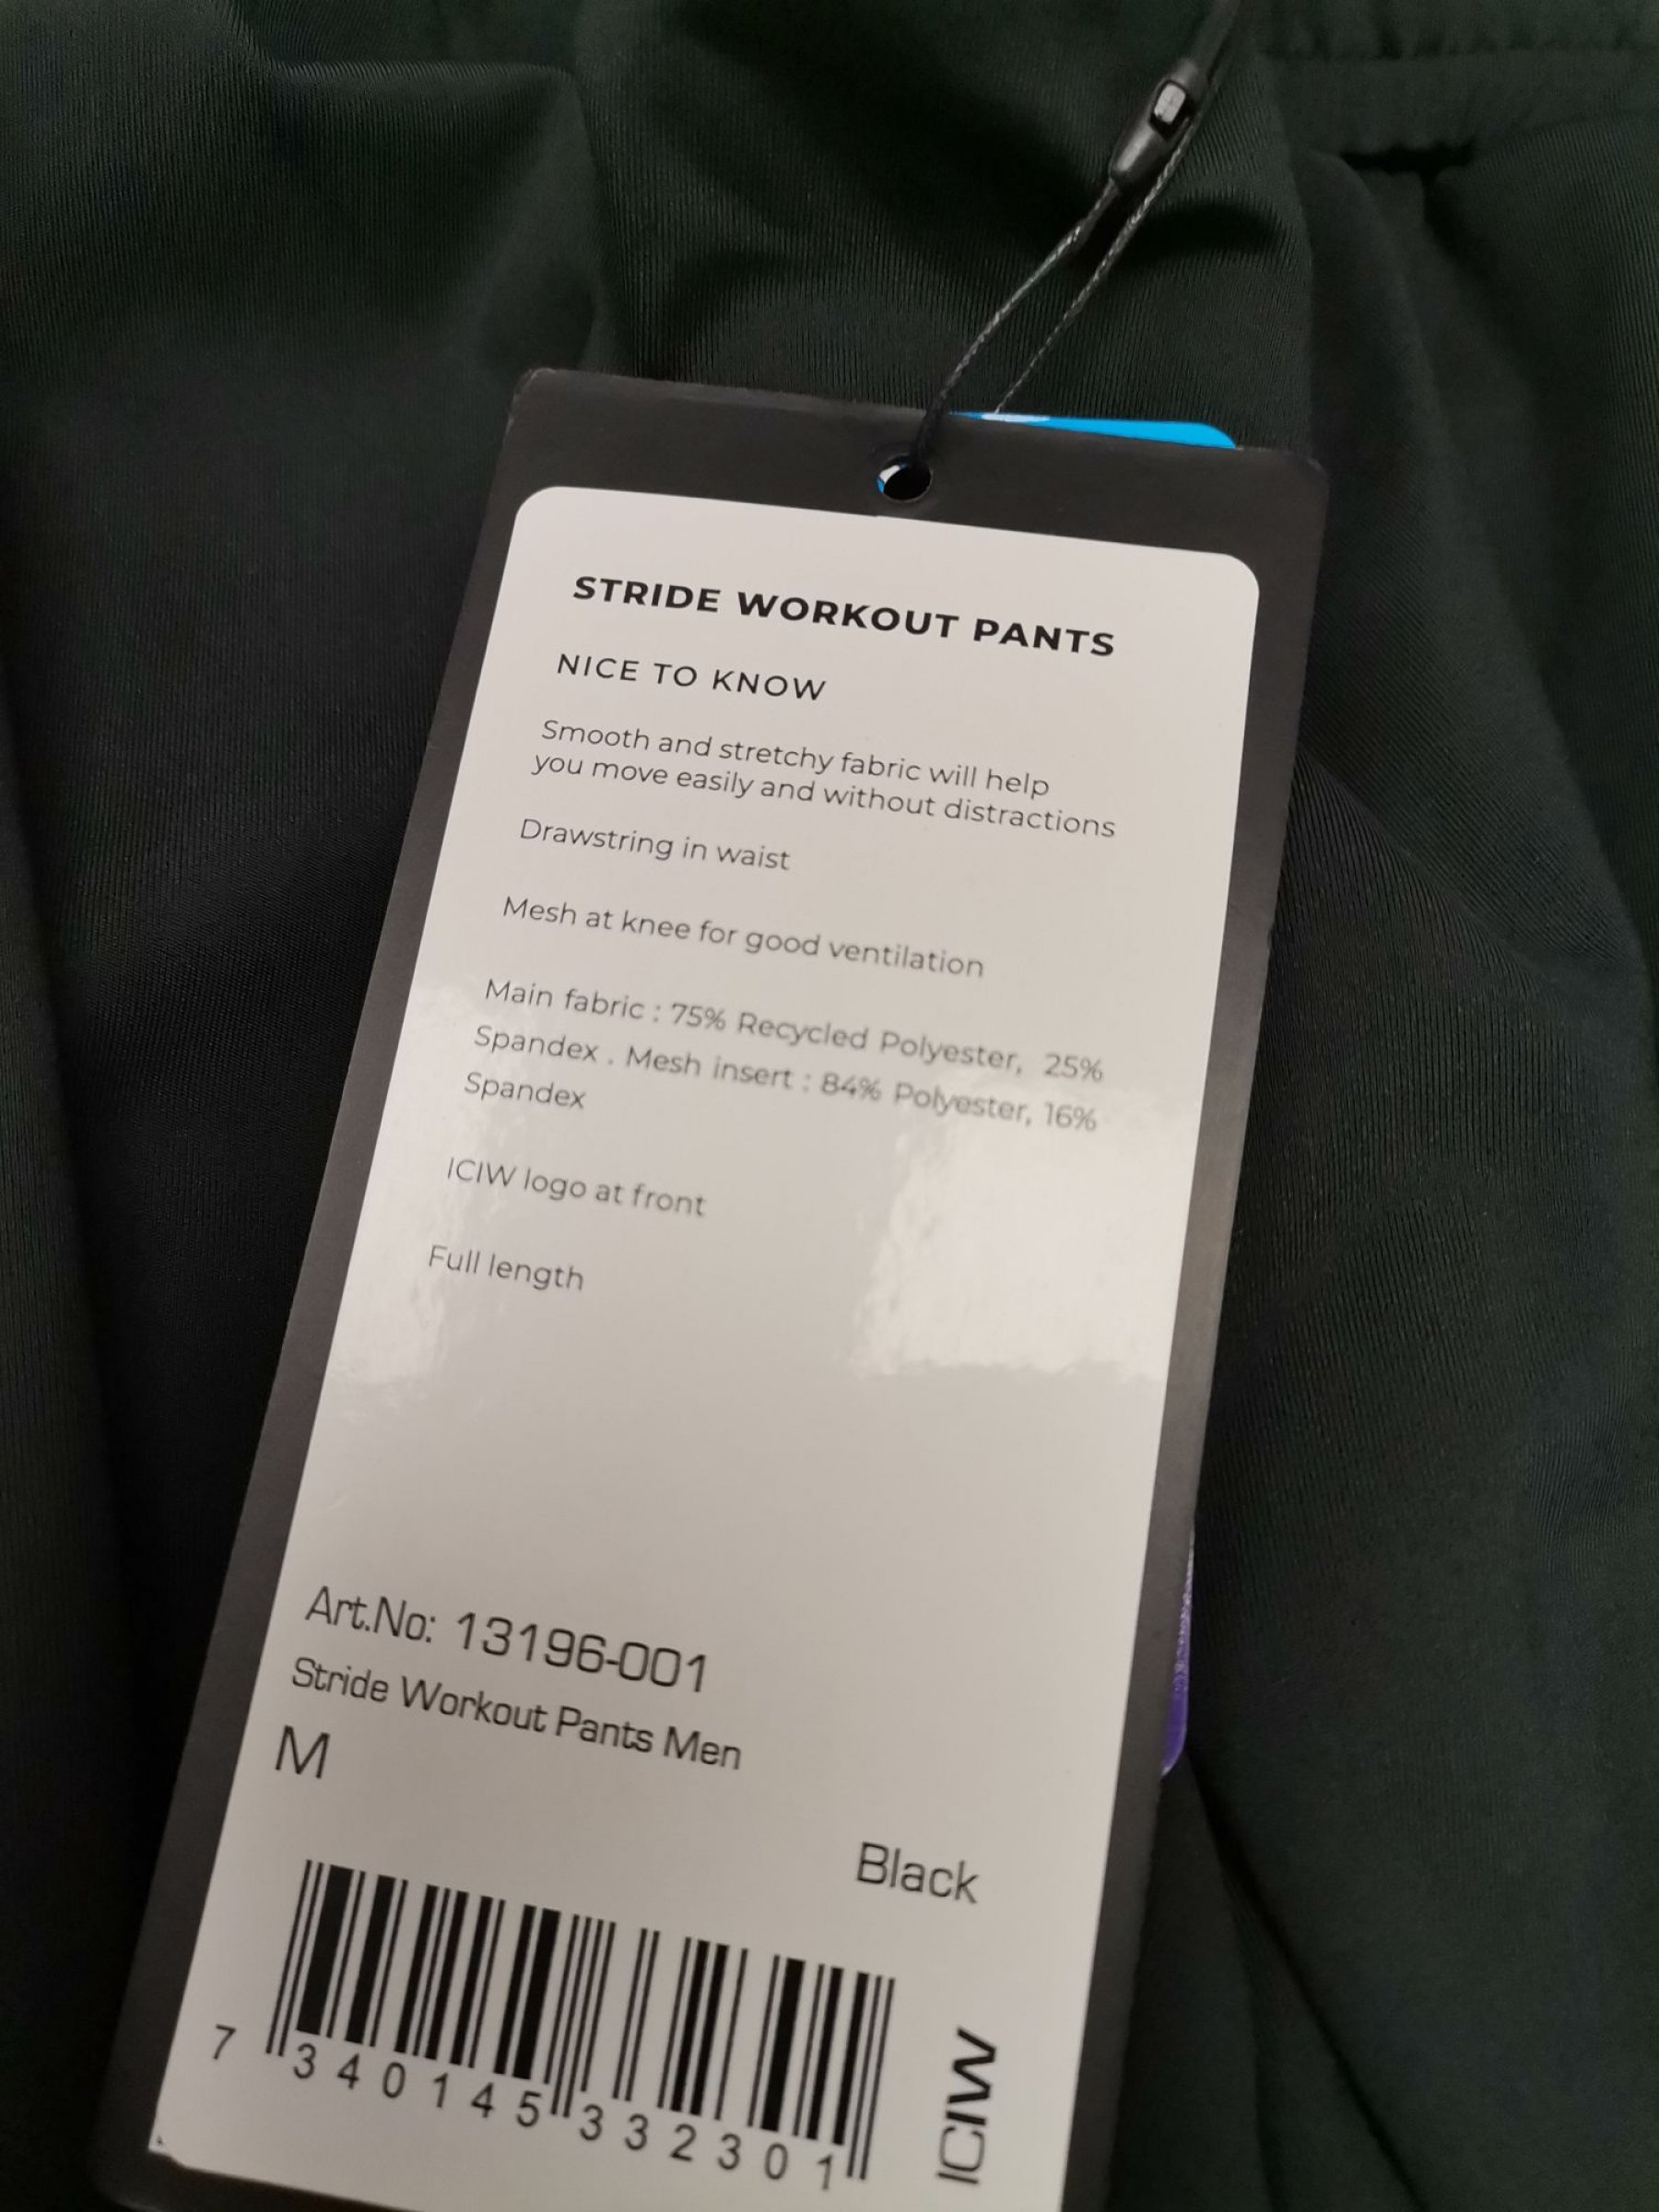 STRIDE WORKOUT PANTS
NICE TO KNOW
Smooth and stretchy fabric will help
you move easily and without distractions
Drawstring in waist
Mesh at knee for good ventilation
Main fabric : 75% Recycled Polyester, 25%
Spandex . Mesh insert : 84% Polyester, 16%
Spandex
ICIW logo at front
Full length
Art.No: 13196-001
Stride Workout Pants Men
M
Black
7 340145 332301
ICIW